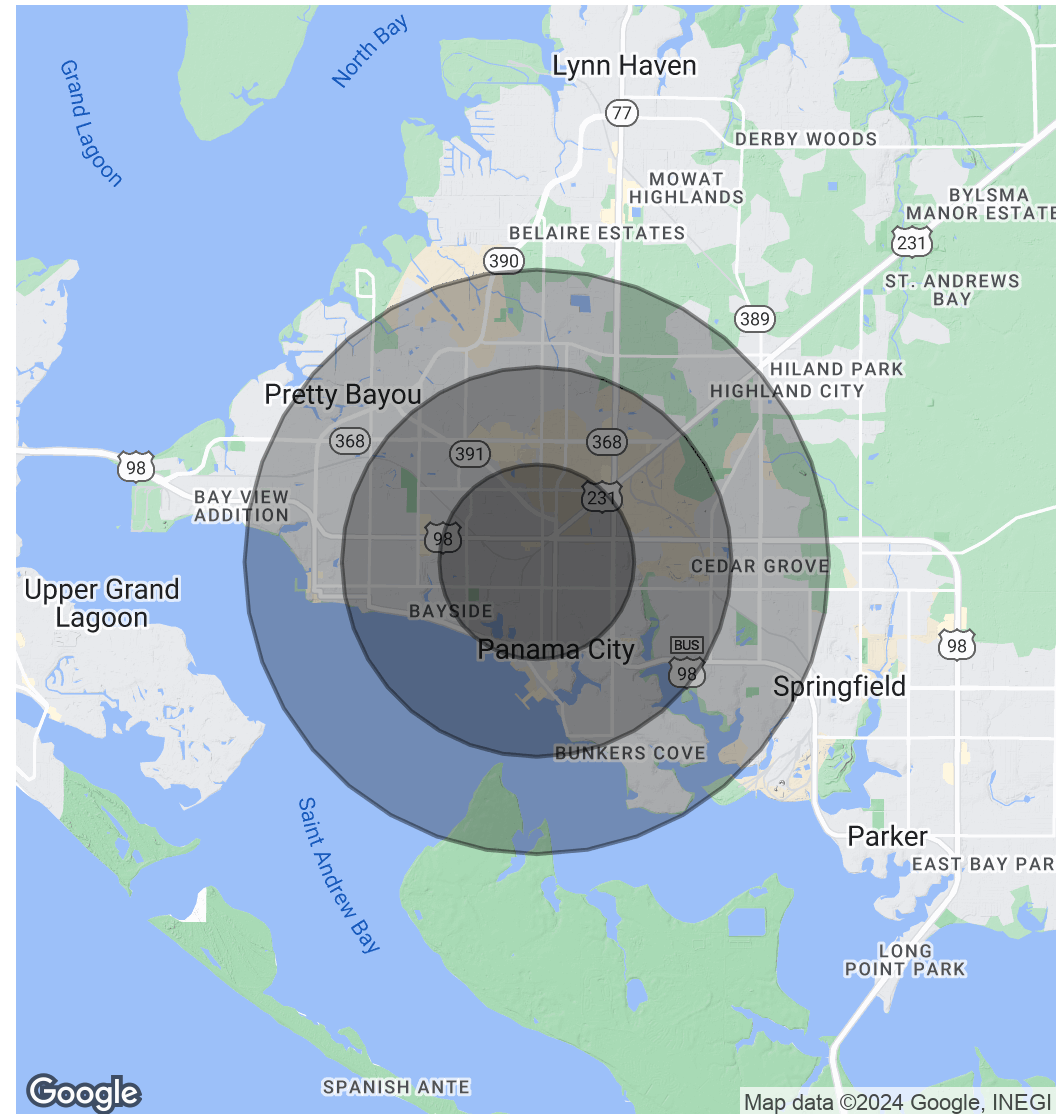 North Bay
Grand Lagoon
Lynn Haven
77
DERBY WOODS
MOWAT
HIGHLANDS
BYLSMA
MANOR ESTATE
BELAIRE ESTATES
231
390
ST. ANDREWS
BAY
389
HILAND PARK
HIGHLAND CITY
Pretty Bayou
368
391
368
98
BAY VIEW
ADDITION
231
98
CEDAR GROVE
Upper Grand
Lagoon
BAYSIDE
Panama City
BUS
98
98
Springfield
BUNKERS COVE
Saint Andrew Bay
Parker
EAST BAY PAR
LONG
POINT PARK
SPANISH ANTE
Google
Map data ©2024 Google, INEGI